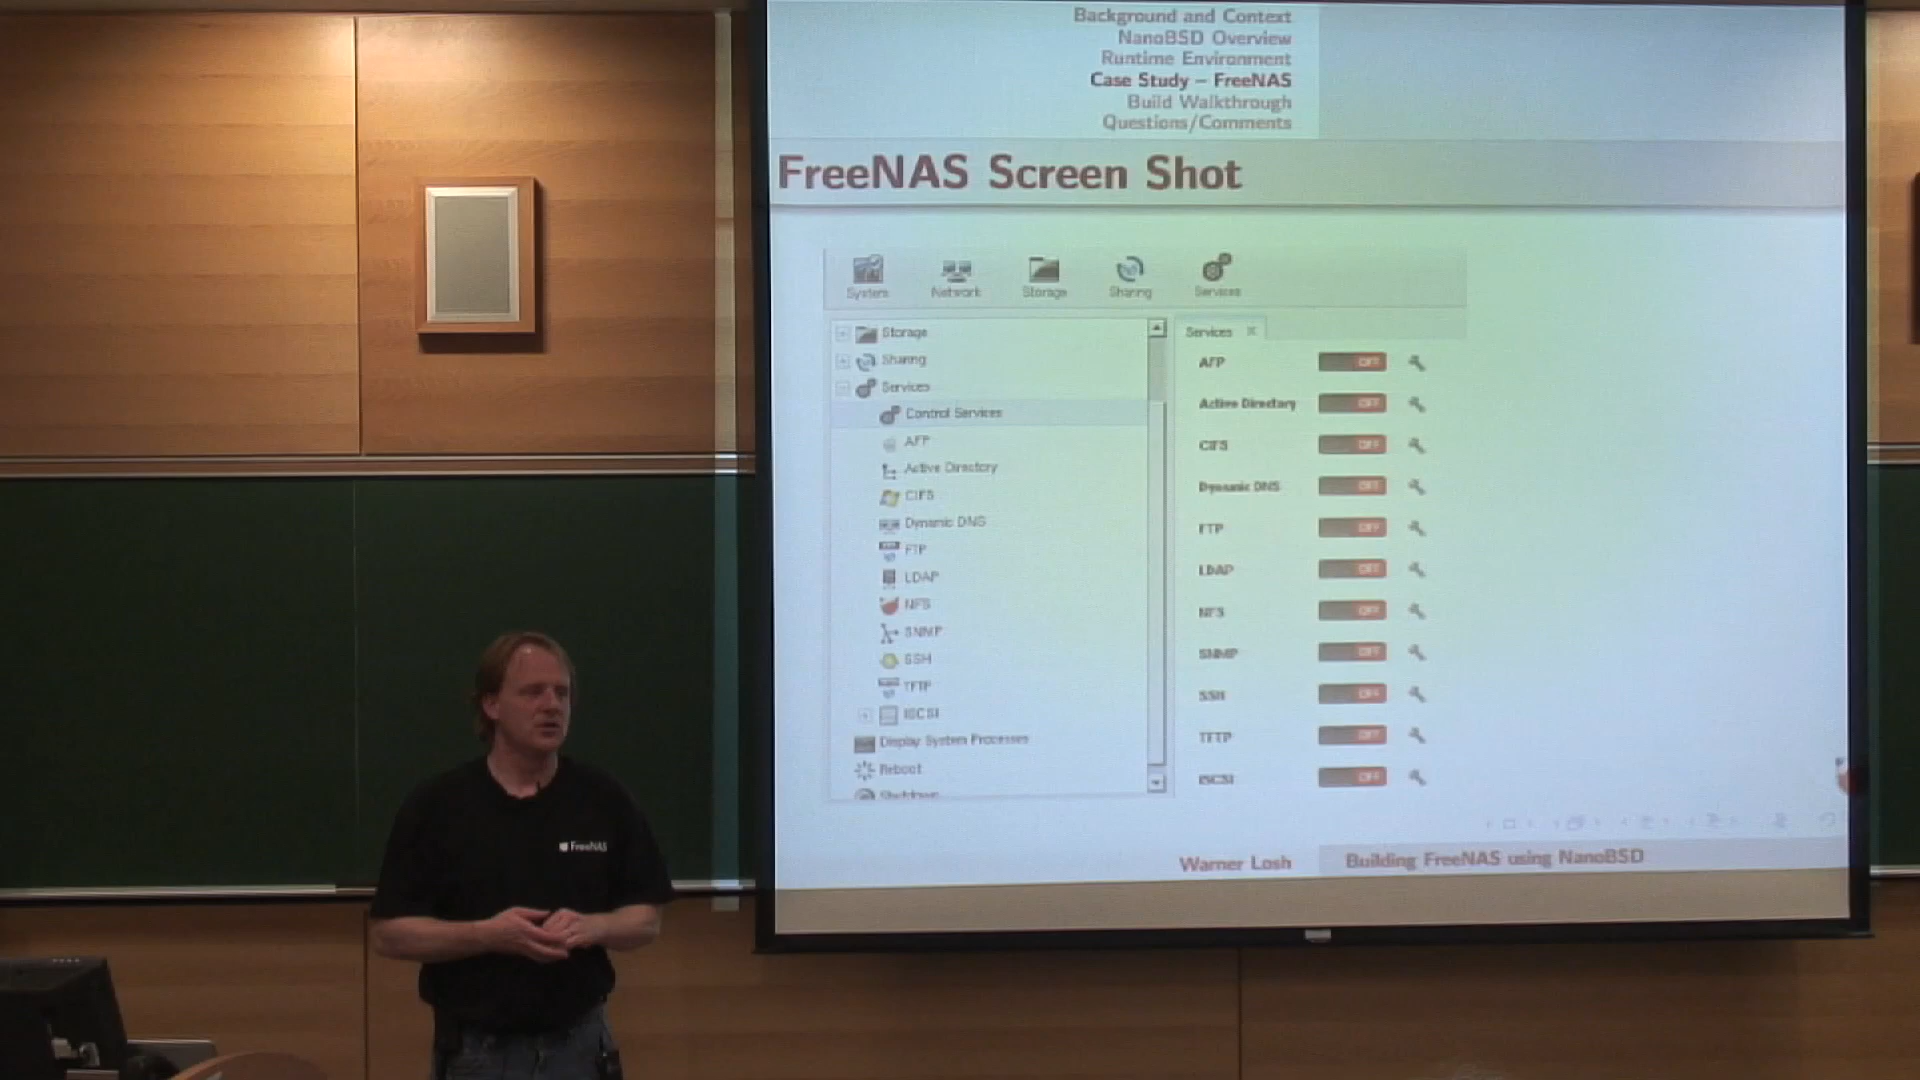 Background and Context
NanoBSD Overview
Runtime Environment
Case Study – FreeNAS
Build Walkthrough
Questions/Comments
FreeNAS Screen Shot
System Network Storage Sharing Services
Storage
Sharing
Services
Control Services
AFP
Active Directory
CIFS
Dynamic DNS
FTP
LDAP
NFS
SNMP
SSH
TFTP
iSCSI
Display System Processes
Reboot
Shutdown
Services
AFP OFF
Active Directory OFF
CIFS OFF
Dynamic DNS OFF
FTP OFF
LDAP OFF
NFS OFF
SNMP OFF
SSH OFF
TFTP OFF
iSCSI OFF
Warner Losh Building FreeNAS using NanoBSD
FreeNAS